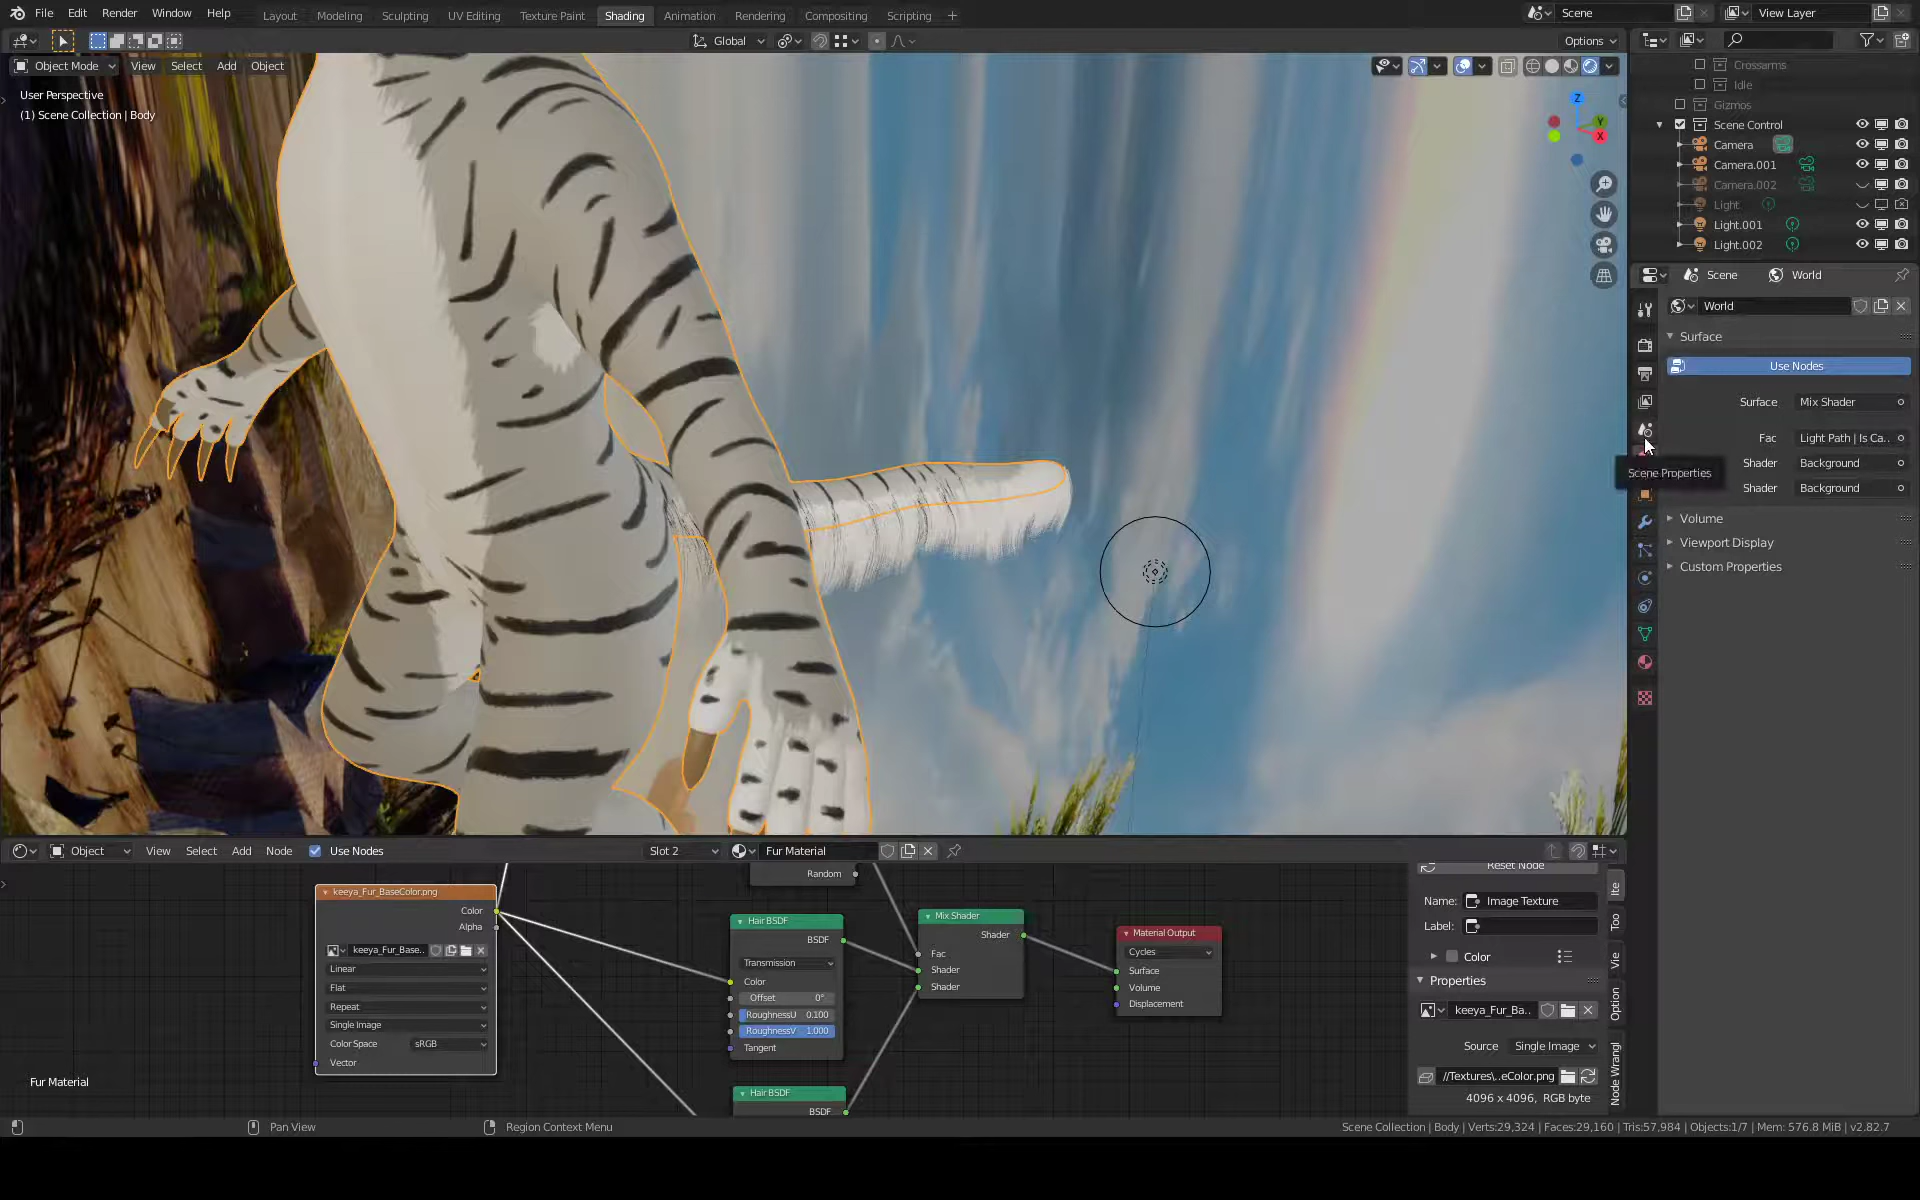 File Edit Render Window Help
Layout Modeling Sculpting UV Editing Texture Paint Shading Animation Rendering Compositing Scripting
Scene View Layer
Global Options
Object Mode View Select Add Object
User Perspective
(1) Scene Collection | Body
Z
Y
X
Crossarms
Idle
Gizmos
Scene Control
Camera
Camera.001
Camera.002
Light
Light.001
Light.002
Scene World
World
Surface
Use Nodes
Surface Mix Shader
Fac Light Path | Is Ca..
Shader Background
Shader Background
Scene Properties
Volume
Viewport Display
Custom Properties
Object View Select Add Node Use Nodes Slot 2 Fur Material
keeya_Fur_BaseColor.png
Color
Alpha
keeya_Fur_Base..
Linear
Flat
Repeat
Single Image
Color Space sRGB
Vector
Random
Hair BSDF
BSDF
Transmission
Color
Offset 0°
RoughnessU 0.100
RoughnessV 1.000
Tangent
Hair BSDF
BSDF
Mix Shader
Shader
Fac
Shader
Shader
Material Output
Cycles
Surface
Volume
Displacement
Reset Node
Name: Image Texture
Label:
Color
Properties
keeya_Fur_Ba..
Source Single Image
//Textures\..eColor.png
4096 x 4096, RGB byte
Ite
Too
Vie
Option
Node Wrangl
Fur Material
Pan View Region Context Menu
Scene Collection | Body | Verts:29,324 | Faces:29,160 | Tris:57,984 | Objects:1/7 | Mem: 576.8 MiB | v2.82.7